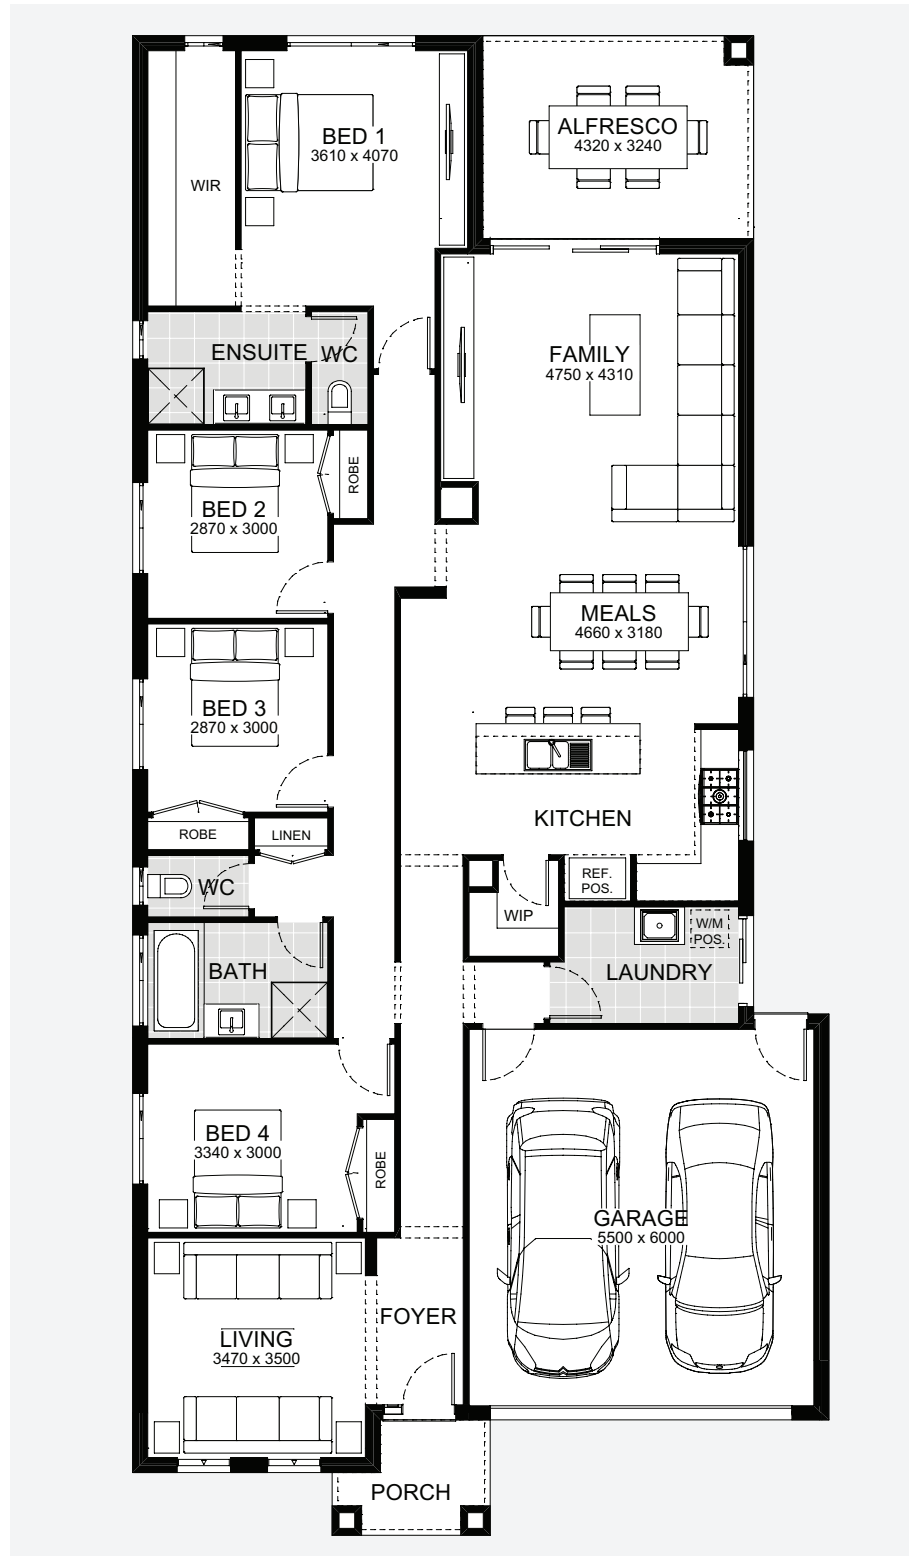 BED 1
3610 x 4070
ALFRESCO
4320 x 3240
WIR
ENSUITE
WC
FAMILY
4750 x 4310
ROBE
BED 2
2870 x 3000
MEALS
4660 x 3180
BED 3
2870 x 3000
KITCHEN
ROBE
LINEN
REF.
POS.
WC
WIP
W/M
POS.
BATH
LAUNDRY
BED 4
3340 x 3000
ROBE
GARAGE
5500 x 6000
FOYER
LIVING
3470 x 3500
PORCH